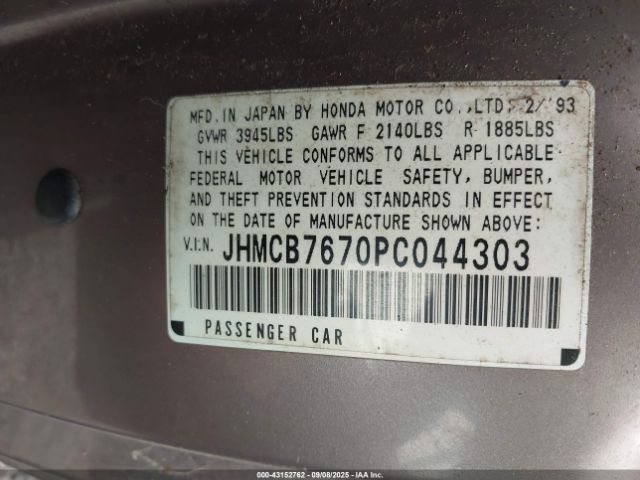 MFD. IN JAPAN BY HONDA MOTOR CO., LTD; 2/'93
GVWR 3945LBS GAWR F 2140LBS R 1885LBS
THIS VEHICLE CONFORMS TO ALL APPLICABLE
FEDERAL MOTOR VEHICLE SAFETY, BUMPER,
AND THEFT PREVENTION STANDARDS IN EFFECT
ON THE DATE OF MANUFACTURE SHOWN ABOVE:
V.I.N. JHMCB7670PC044303
PASSENGER CAR
000-43152762 - 09/08/2025 - IAAI.COM